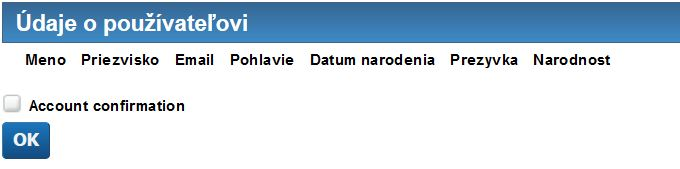 Údaje o používateľovi
Meno Priezvisko Email Pohlavie Datum narodenia Prezyvka Narodnost
Account confirmation
OK